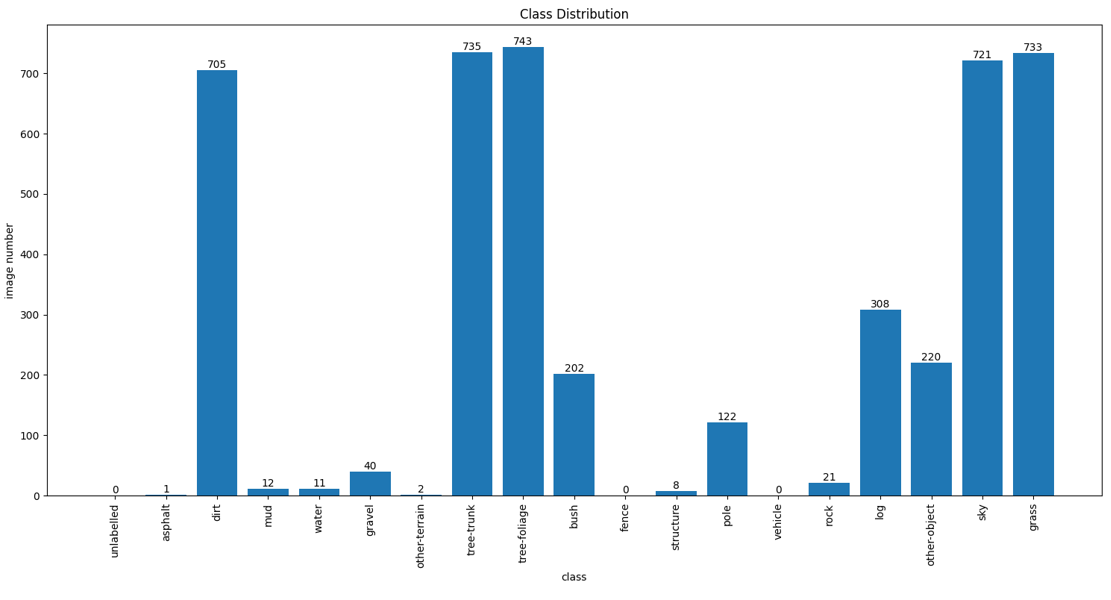 Class Distribution
image number
700
600
500
400
300
200
100
0
0
1
705
12
11
40
2
735
743
202
0
8
122
0
21
308
220
721
733
unlabelled
asphalt
dirt
mud
water
gravel
other-terrain
tree-trunk
tree-foliage
bush
fence
structure
pole
vehicle
rock
log
other-object
sky
grass
class